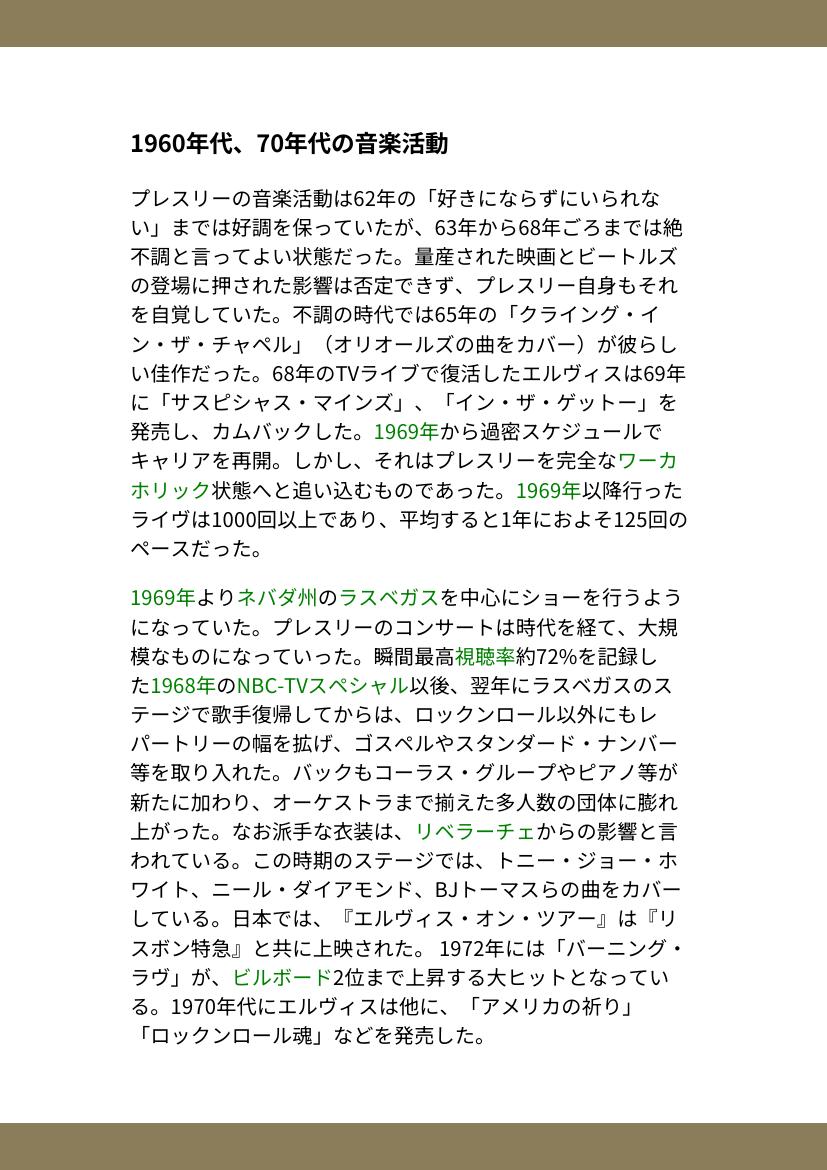 1960年代、70年代の音楽活動
プレスリーの音楽活動は62年の「好きにならずにいられな
い」までは好調を保っていたが、63年から68年ごろまでは絶
不調と言ってよい状態だった。量産された映画とビートルズ
の登場に押された影響は否定できず、プレスリー自身もそれ
を自覚していた。不調の時代では65年の「クライング・イ
ン・ザ・チャペル」（オリオールズの曲をカバー）が彼らし
い佳作だった。68年のTVライブで復活したエルヴィスは69年
に「サスピシャス・マインズ」、「イン・ザ・ゲットー」を
発売し、カムバックした。1969年から過密スケジュールで
キャリアを再開。しかし、それはプレスリーを完全なワーカ
ホリック状態へと追い込むものであった。1969年以降行った
ライヴは1000回以上であり、平均すると1年におよそ125回の
ペースだった。
1969年よりネバダ州のラスベガスを中心にショーを行うよう
になっていた。プレスリーのコンサートは時代を経て、大規
模なものになっていった。瞬間最高視聴率約72%を記録し
た1968年のNBC-TVスペシャル以後、翌年にラスベガスのス
テージで歌手復帰してからは、ロックンロール以外にもレ
パートリーの幅を拡げ、ゴスペルやスタンダード・ナンバー
等を取り入れた。バックもコーラス・グループやピアノ等が
新たに加わり、オーケストラまで揃えた多人数の団体に膨れ
上がった。なお派手な衣装は、リベラーチェからの影響と言
われている。この時期のステージでは、トニー・ジョー・ホ
ワイト、ニール・ダイアモンド、BJトーマスらの曲をカバー
している。日本では、『エルヴィス・オン・ツアー』は『リ
スボン特急』と共に上映された。 1972年には「バーニング・
ラヴ」が、ビルボード2位まで上昇する大ヒットとなってい
る。1970年代にエルヴィスは他に、「アメリカの祈り」
「ロックンロール魂」などを発売した。